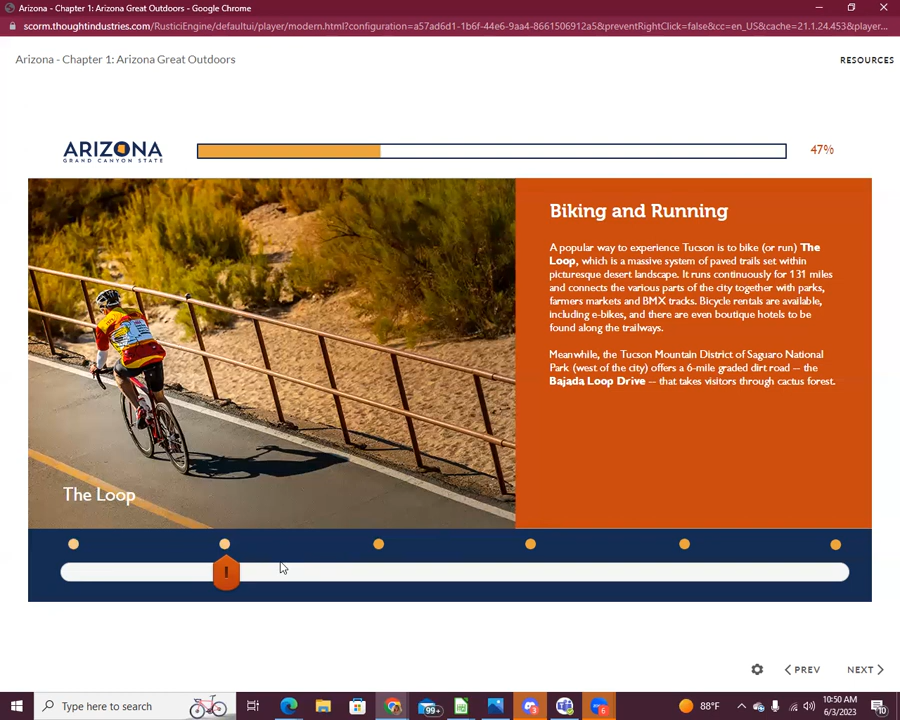 Arizona - Chapter 1: Arizona Great Outdoors - Google Chrome
scorm.thoughtindustries.com/RusticiEngine/defaultui/player/modern.html?configuration=a57ad6d1-1b6f-44e6-9aa4-8661506912a5&preventRightClick=false&cc=en_US&cache=21.1.24.453&player...
Arizona - Chapter 1: Arizona Great Outdoors
RESOURCES
ARIZONA
GRAND CANYON STATE
47%
Biking and Running
A popular way to experience Tucson is to bike (or run) The
Loop, which is a massive system of paved trails set within
picturesque desert landscape. It runs continuously for 131 miles
and connects the various parts of the city together with parks,
farmers markets and BMX tracks. Bicycle rentals are available,
including e-bikes, and there are even boutique hotels to be
found along the trailways.
Meanwhile, the Tucson Mountain District of Saguaro National
Park (west of the city) offers a 6-mile graded dirt road -- the
Bajada Loop Drive -- that takes visitors through cactus forest.
The Loop
PREV
NEXT
Type here to search
99+
3
6
88°F
10:50 AM
6/3/2023
10